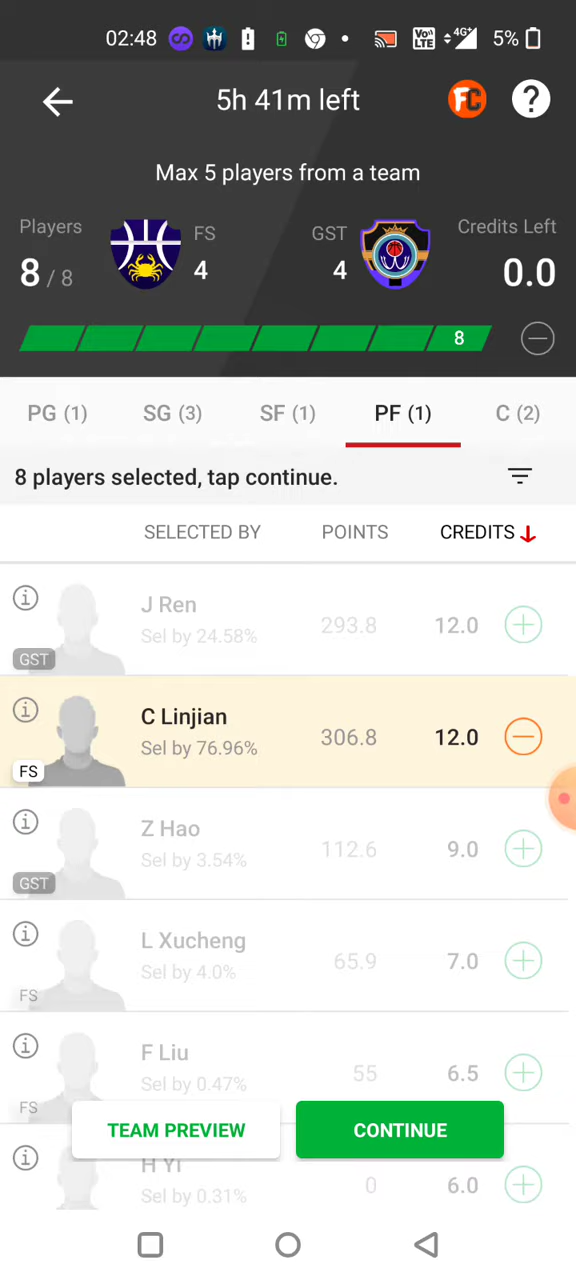 02:48 Vo)) LTE 4G+ 5%
5h 41m left FC ?
Max 5 players from a team
Players FS GST Credits Left
8 / 8 4 4 0.0
8
PG (1) SG (3) SF (1) PF (1) C (2)
8 players selected, tap continue.
SELECTED BY POINTS CREDITS
J Ren
Sel by 24.58% 293.8 12.0
GST
C Linjian
Sel by 76.96% 306.8 12.0
FS
Z Hao
Sel by 3.54% 112.6 9.0
GST
L Xucheng
Sel by 4.0% 65.9 7.0
FS
F Liu
Sel by 0.47% 55 6.5
FS
TEAM PREVIEW CONTINUE
H Yi
Sel by 0.31% 0 6.0